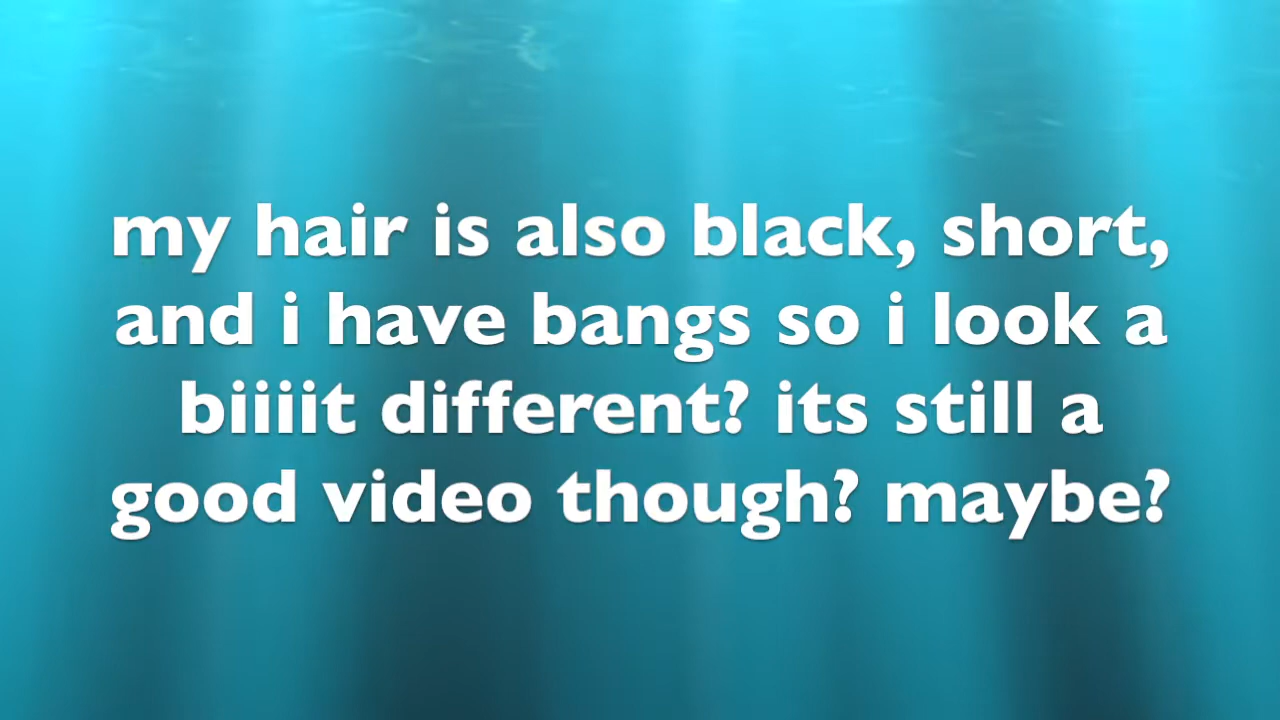 my hair is also black, short,
and i have bangs so i look a
biiiit different? its still a
good video though? maybe?